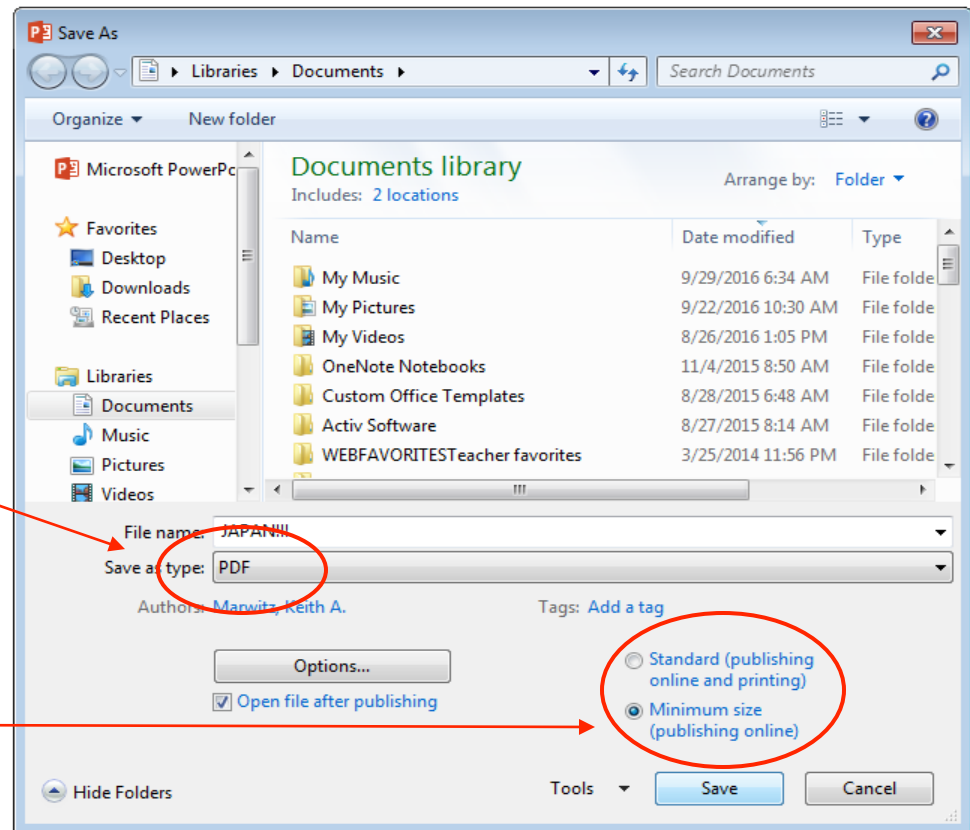 Save As
Libraries Documents Search Documents
Organize New folder
Microsoft PowerPo
Documents library
Includes: 2 locations
Arrange by: Folder
Favorites
Desktop
Downloads
Recent Places
Libraries
Documents
Music
Pictures
Videos
Name Date modified Type
My Music 9/29/2016 6:34 AM File folde
My Pictures 9/22/2016 10:30 AM File folde
My Videos 8/26/2016 1:05 PM File folde
OneNote Notebooks 11/4/2015 8:50 AM File folde
Custom Office Templates 8/28/2015 6:48 AM File folde
Activ Software 8/27/2015 8:14 AM File folde
WEBFAVORITESTeacher favorites 3/25/2014 11:56 PM File folde
File name: JAPAN!!!
Save as type: PDF
Authors: Marwitz, Keith A. Tags: Add a tag
Options...
Open file after publishing
Standard (publishing
online and printing)
Minimum size
(publishing online)
Hide Folders Tools Save Cancel